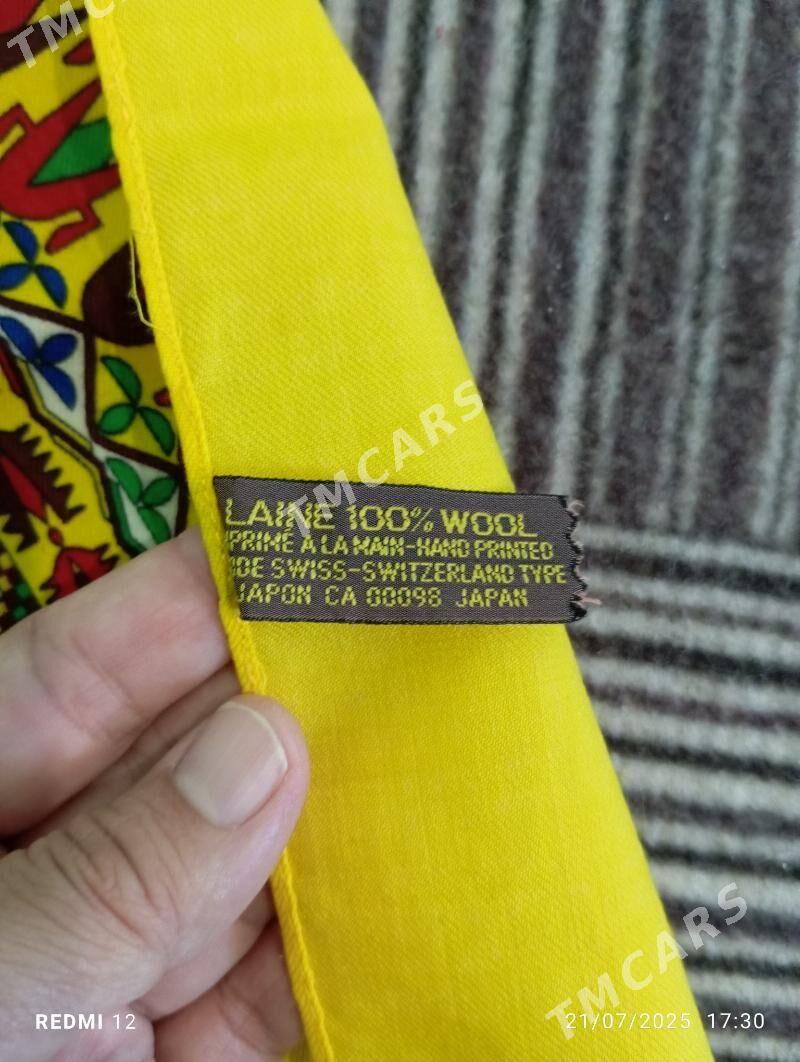 TMCARS
LAINE 100% WOOL
PRIMÉ À LA MAIN-HAND PRINTED
DE SWISS-SWITZERLAND TYPE
JAPON CA 00098 JAPAN
TMCARS
TMCARS
REDMI 12
21/07/2025 17:30